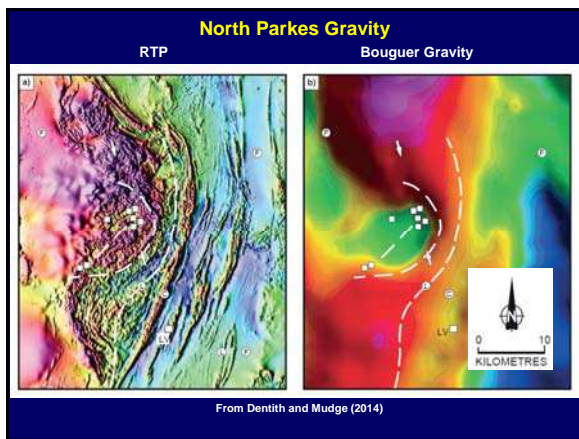 North Parkes Gravity
RTP
Bouguer Gravity
a)
b)
P
P
P
P
L
G
L
G
LV
LV
L
P
N
0 10
KILOMETRES
From Dentith and Mudge (2014)